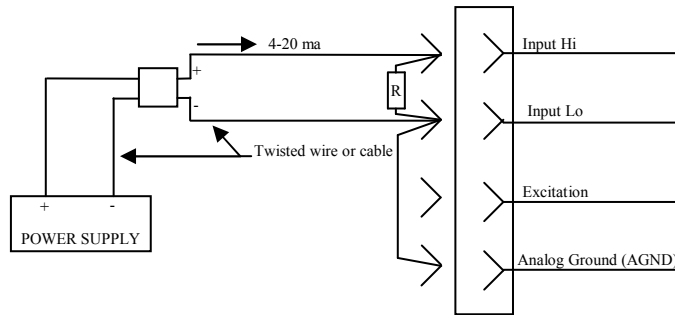 4-20 ma
Input Hi
+
R
-
Input Lo
Twisted wire or cable
Excitation
+ -
POWER SUPPLY
Analog Ground (AGND)